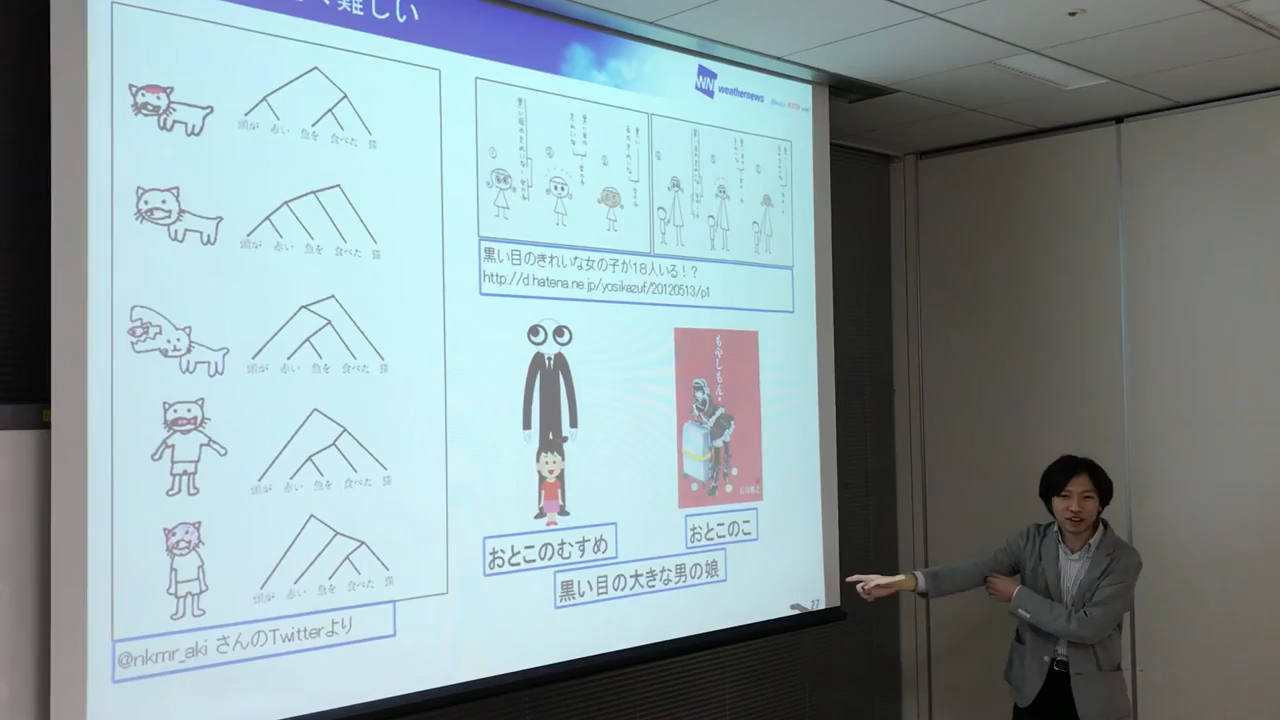 難しい
WN weathernews
頭が 赤い 魚を 食べた 猫
頭が 赤い 魚を 食べた 猫
頭が 赤い 魚を 食べた 猫
頭が 赤い 魚を 食べた 猫
頭が 赤い 魚を 食べた 猫
@nkmr_aki さんのTwitterより
黒い目のきれいな女の子が18人いる！？
http://d.hatena.ne.jp/yosikazuf/20120513/p1
もやしもん
おとこのむすめ
おとこのこ
黒い目の大きな男の娘
27